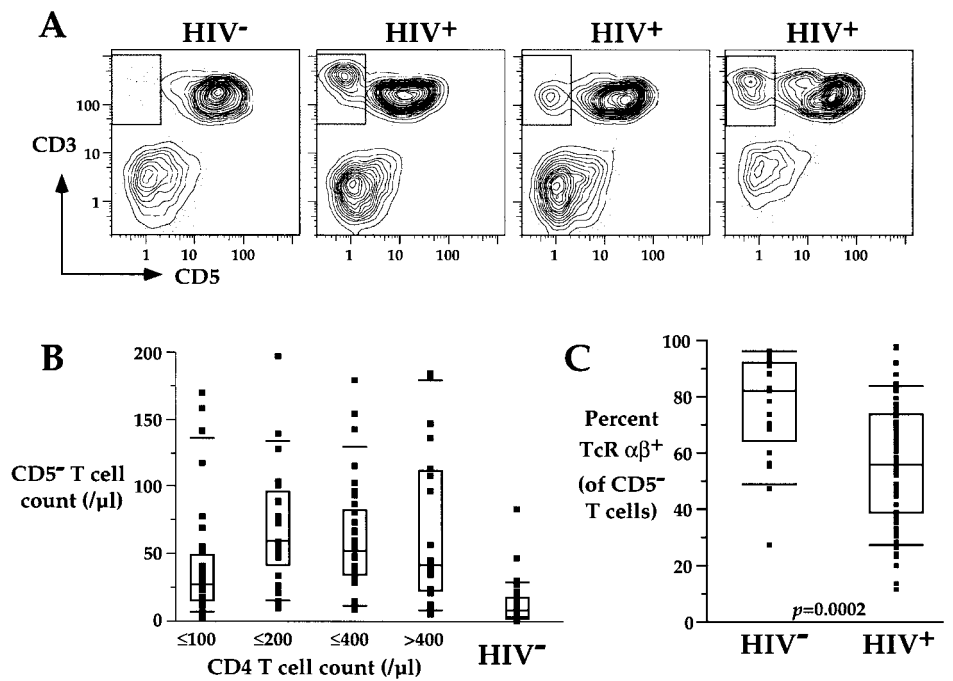 A
HIV⁻ HIV⁺ HIV⁺ HIV⁺
100
CD3
10
1
1 10 100 1 10 100 1 10 100 1 10 100
CD5
B
200
150
CD5⁻ T cell
count (/μl)
100
50
0
≤100 ≤200 ≤400 >400 HIV⁻
CD4 T cell count (/μl)
C
100
80
Percent
TcR αβ⁺
(of CD5⁻
T cells)
60
40
20
0
p=0.0002
HIV⁻ HIV⁺